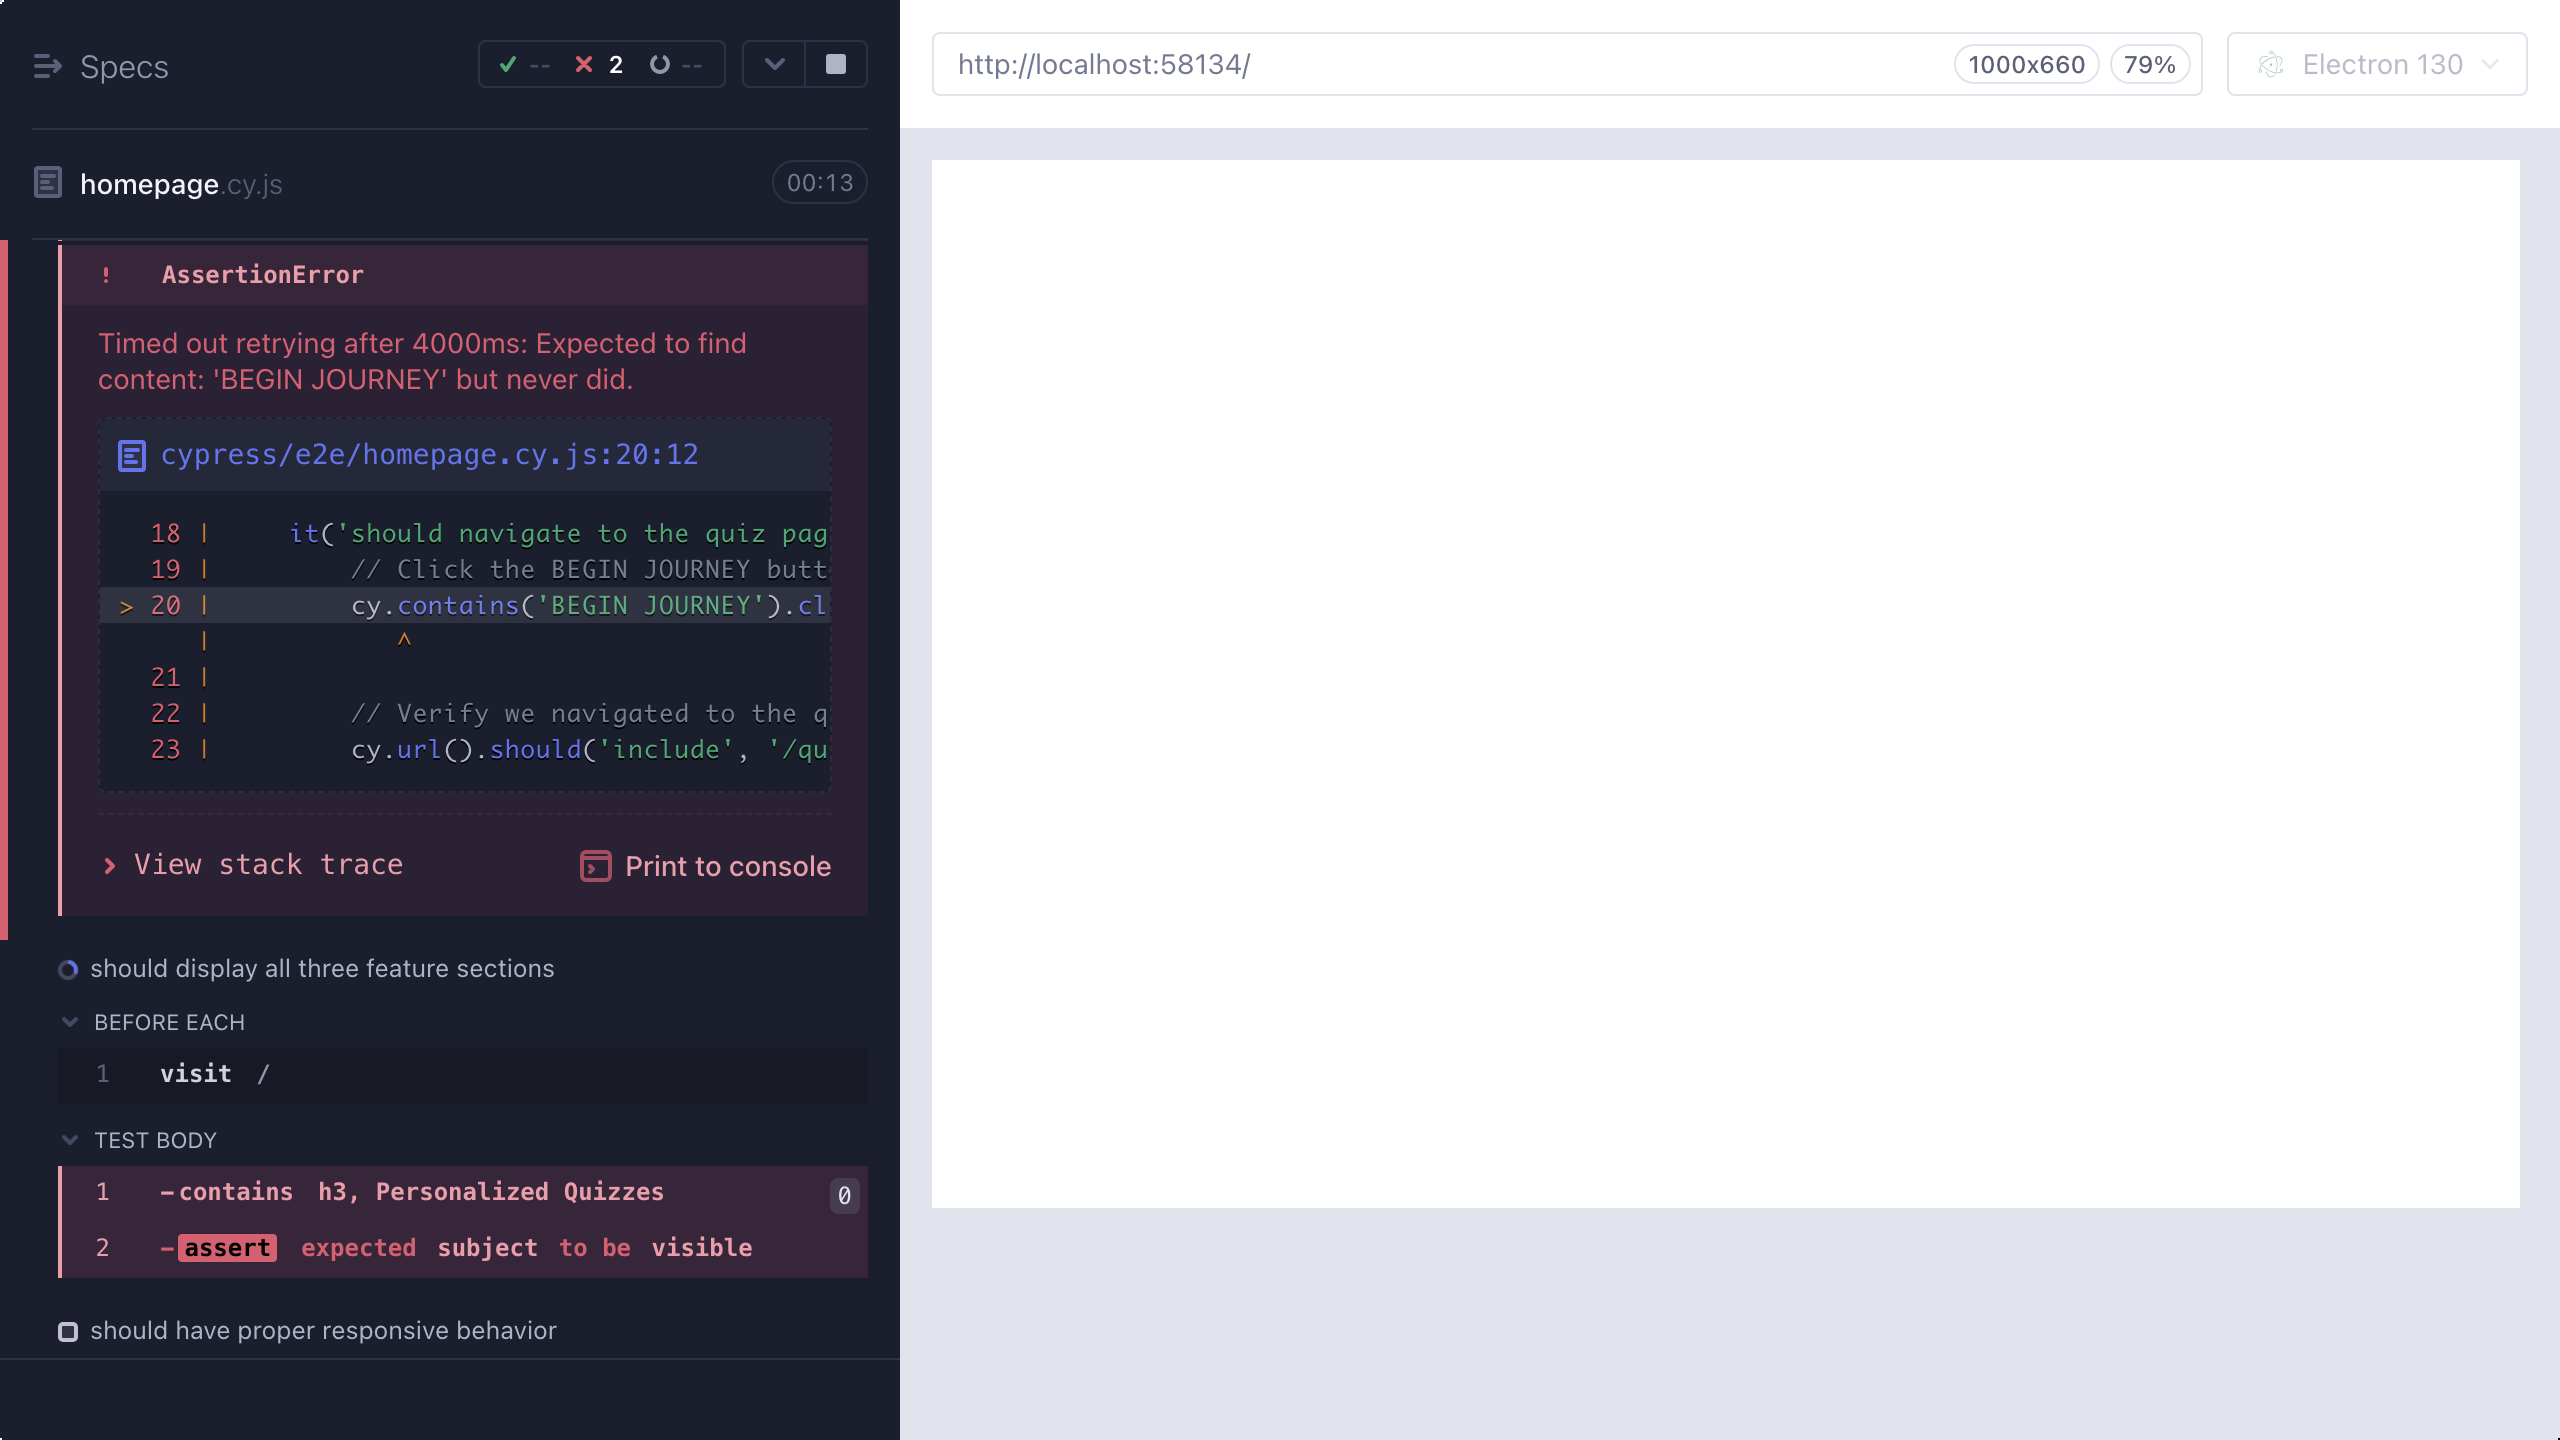 Specs
-- 2 --
homepage.cy.js
00:13
! AssertionError
Timed out retrying after 4000ms: Expected to find
content: 'BEGIN JOURNEY' but never did.
cypress/e2e/homepage.cy.js:20:12
18 | it('should navigate to the quiz pag
19 | // Click the BEGIN JOURNEY butt
> 20 | cy.contains('BEGIN JOURNEY').cl
| ^
21 |
22 | // Verify we navigated to the q
23 | cy.url().should('include', '/qu
View stack trace
Print to console
should display all three feature sections
BEFORE EACH
1 visit /
TEST BODY
1 -contains h3, Personalized Quizzes 0
2 -assert expected subject to be visible
should have proper responsive behavior
http://localhost:58134/
1000x660
79%
Electron 130